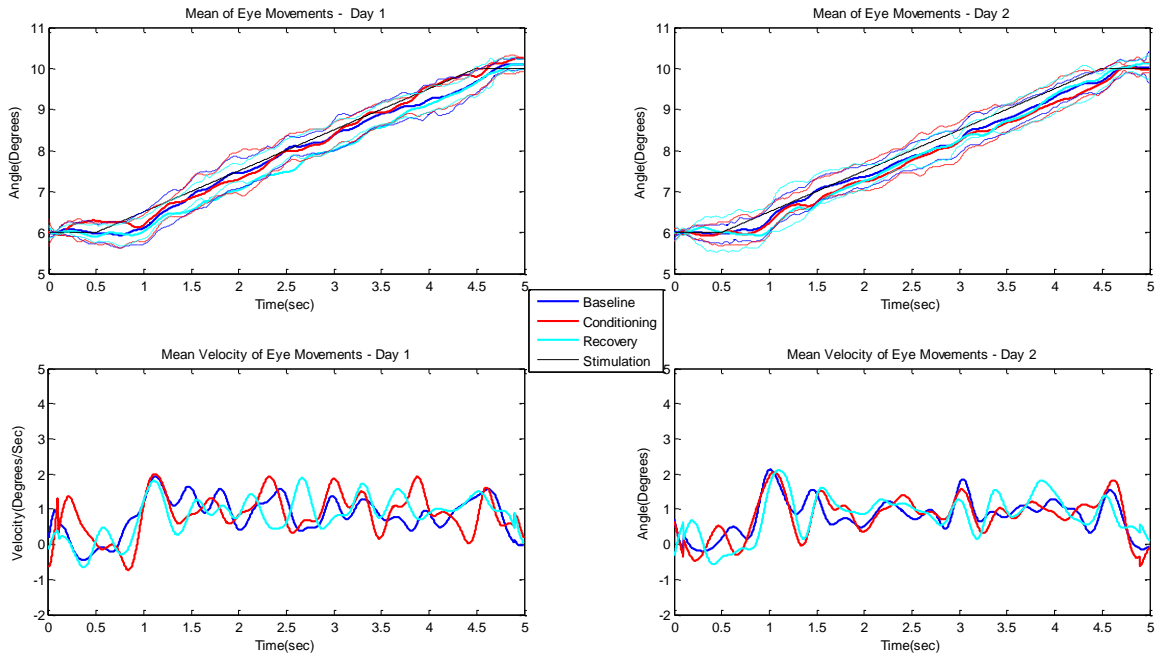 Mean of Eye Movements - Day 1
11
10
9
8
7
6
5
Angle(Degrees)
0 0.5 1 1.5 2 2.5 3 3.5 4 4.5 5
Time(sec)
Mean of Eye Movements - Day 2
11
10
9
8
7
6
5
Angle(Degrees)
0 0.5 1 1.5 2 2.5 3 3.5 4 4.5 5
Time(sec)
Baseline
Conditioning
Recovery
Stimulation
Mean Velocity of Eye Movements - Day 1
5
4
3
2
1
0
-1
-2
Velocity(Degrees/Sec)
0 0.5 1 1.5 2 2.5 3 3.5 4 4.5 5
Time(sec)
Mean Velocity of Eye Movements - Day 2
5
4
3
2
1
0
-1
-2
Angle(Degrees)
0 0.5 1 1.5 2 2.5 3 3.5 4 4.5 5
Time(sec)